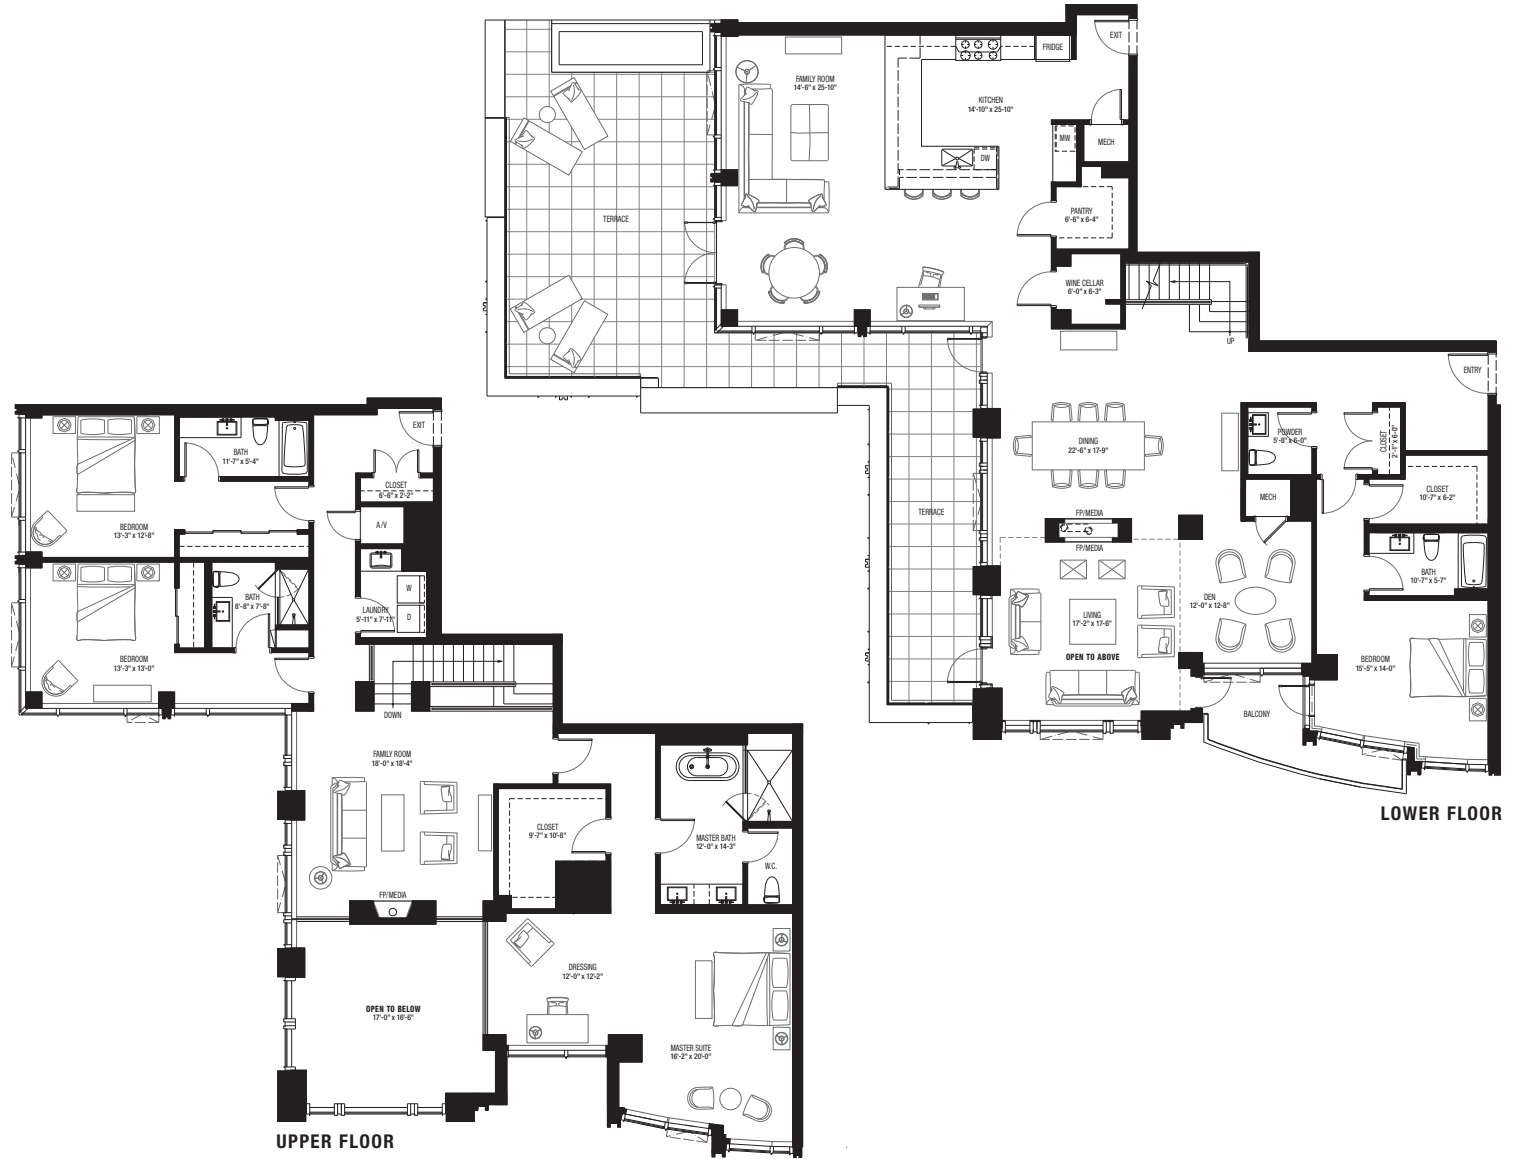 EXIT
FRIDGE
FAMILY ROOM
14'-6" x 25'-10"
KITCHEN
14'-10" x 25'-10"
MW
MECH
DW
TERRACE
PANTRY
6'-6" x 6'-4"
WINE CELLAR
6'-0" x 6'-3"
UP
ENTRY
DINING
22'-6" x 17'-9"
POWDER
5'-8" x 6'-0"
CLOSET
2'-1" x 6'-0"
CLOSET
10'-7" x 6'-2"
MECH
TERRACE
FP/MEDIA
FP/MEDIA
BATH
10'-7" x 5'-7"
DEN
12'-0" x 12'-8"
LIVING
17'-2" x 17'-6"
OPEN TO ABOVE
BEDROOM
15'-5" x 14'-0"
BALCONY
LOWER FLOOR
EXIT
BATH
11'-7" x 5'-4"
CLOSET
6'-6" x 2'-2"
BEDROOM
13'-3" x 12'-8"
A/V
W
BATH
8'-8" x 7'-8"
LAUNDRY
5'-11" x 7'-11"
D
BEDROOM
13'-3" x 13'-0"
DOWN
FAMILY ROOM
18'-0" x 18'-4"
CLOSET
9'-7" x 10'-8"
MASTER BATH
12'-0" x 14'-3"
W.C.
FP/MEDIA
DRESSING
12'-0" x 12'-2"
OPEN TO BELOW
17'-0" x 16'-6"
MASTER SUITE
16'-2" x 20'-0"
UPPER FLOOR